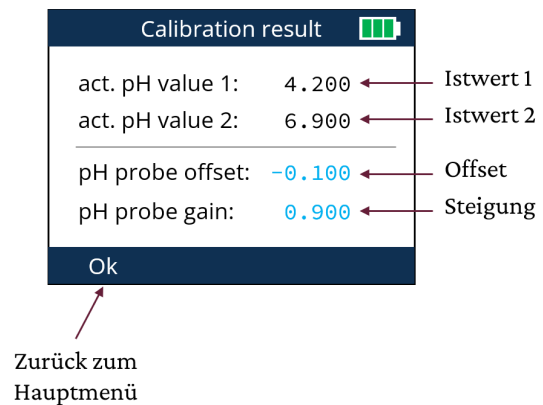 Calibration result
act. pH value 1: 4.200 Istwert 1
act. pH value 2: 6.900 Istwert 2
pH probe offset: -0.100 Offset
pH probe gain: 0.900 Steigung
Ok
Zurück zum
Hauptmenü